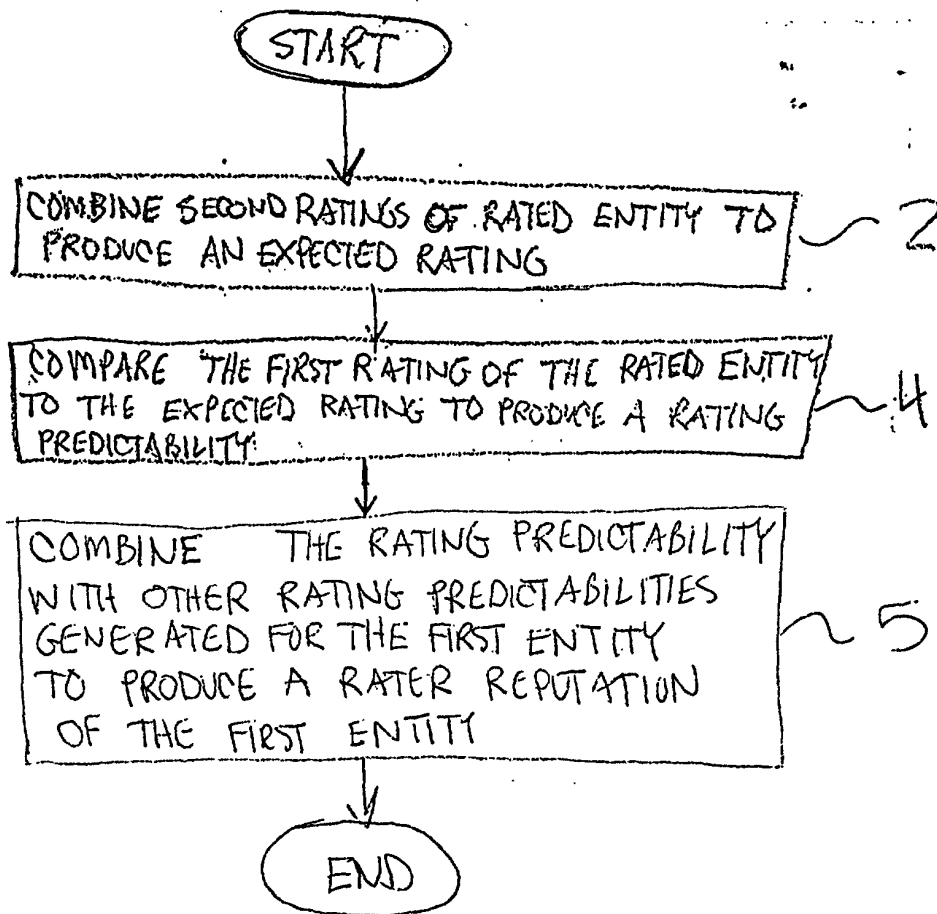 START
COMBINE SECOND RATINGS OF RATED ENTITY TO
PRODUCE AN EXPECTED RATING
2
COMPARE THE FIRST RATING OF THE RATED ENTITY
TO THE EXPECTED RATING TO PRODUCE A RATING
PREDICTABILITY
4
COMBINE THE RATING PREDICTABILITY
WITH OTHER RATING PREDICTABILITIES
GENERATED FOR THE FIRST ENTITY
TO PRODUCE A RATER REPUTATION
OF THE FIRST ENTITY
5
END